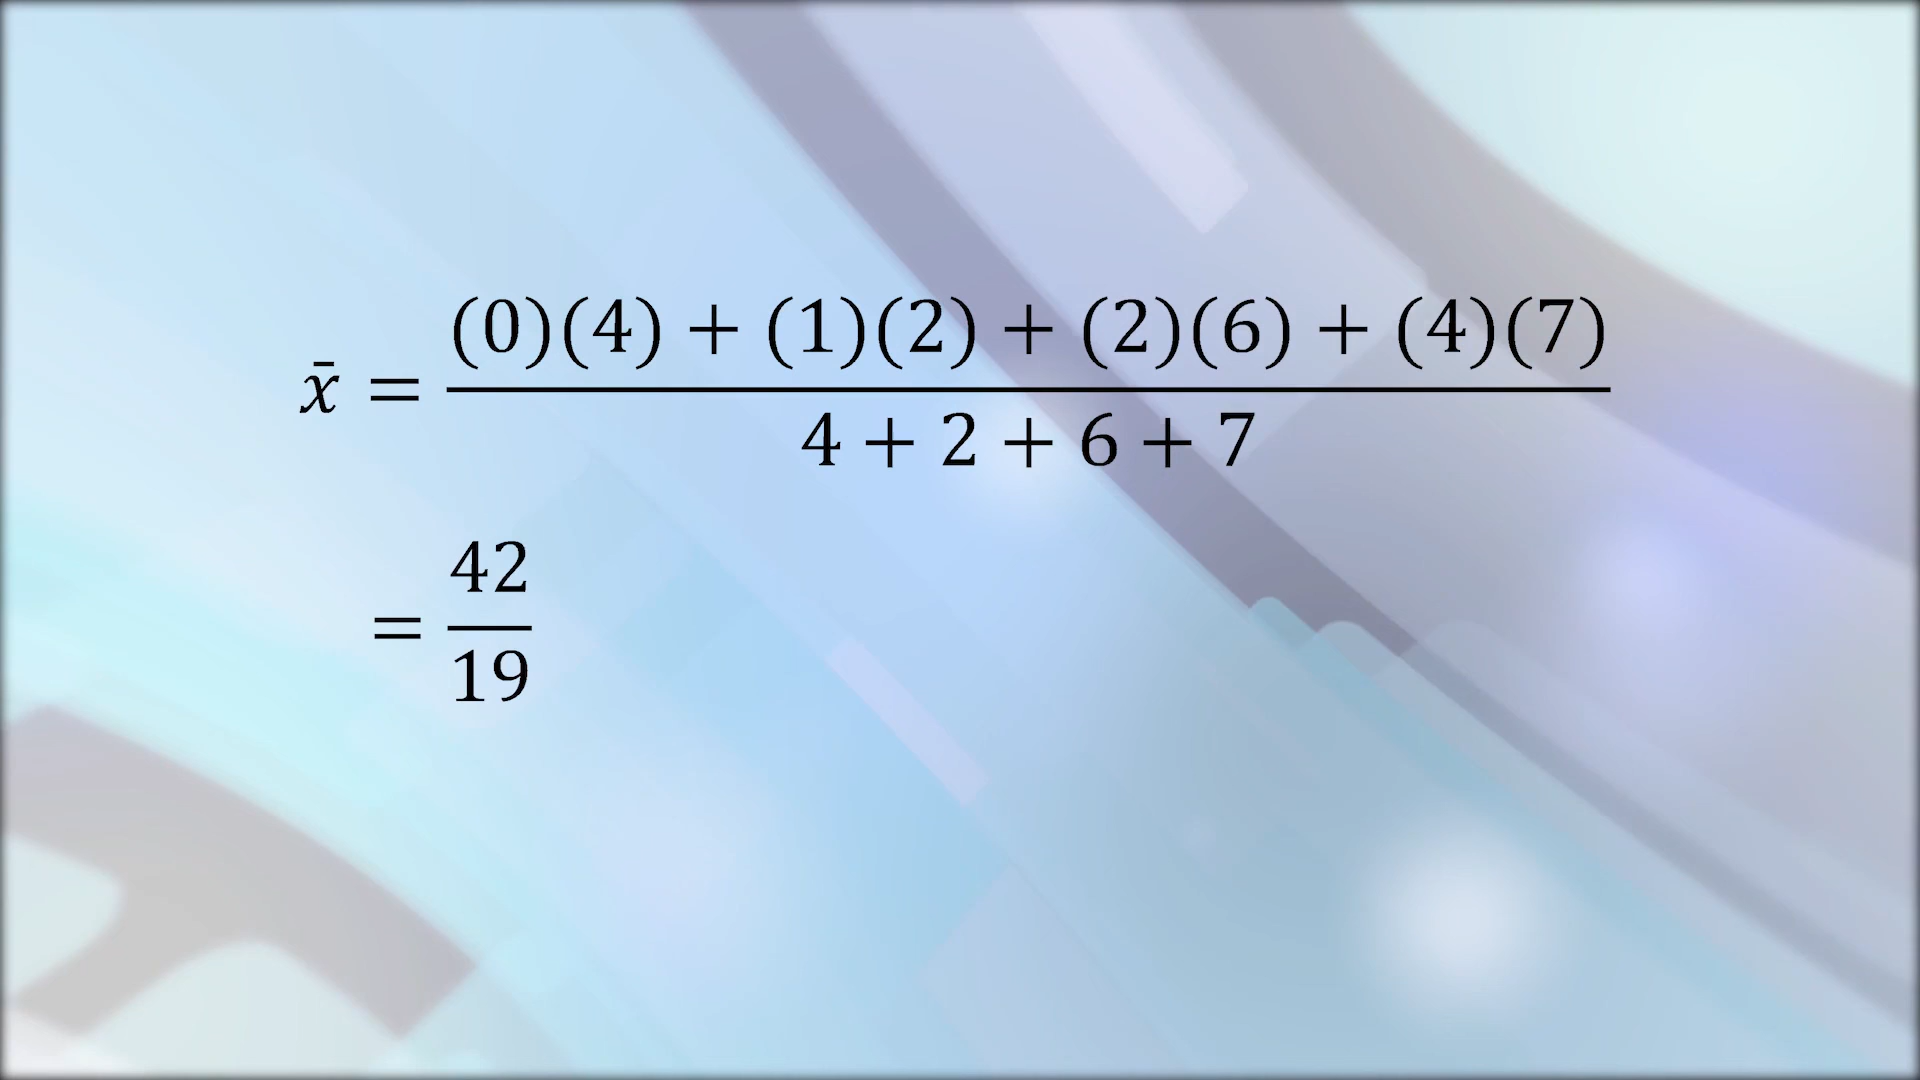 x̄ = (0)(4) + (1)(2) + (2)(6) + (4)(7)
4 + 2 + 6 + 7
= 42
19